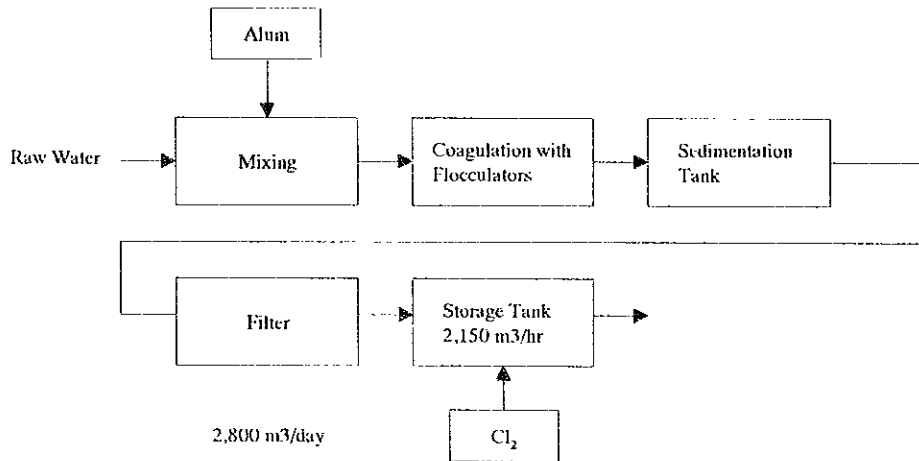 Alum
Raw Water
Mixing
Coagulation with
Flocculators
Sedimentation
Tank
Filter
Storage Tank
2,150 m3/hr
2,800 m3/day
Cl₂